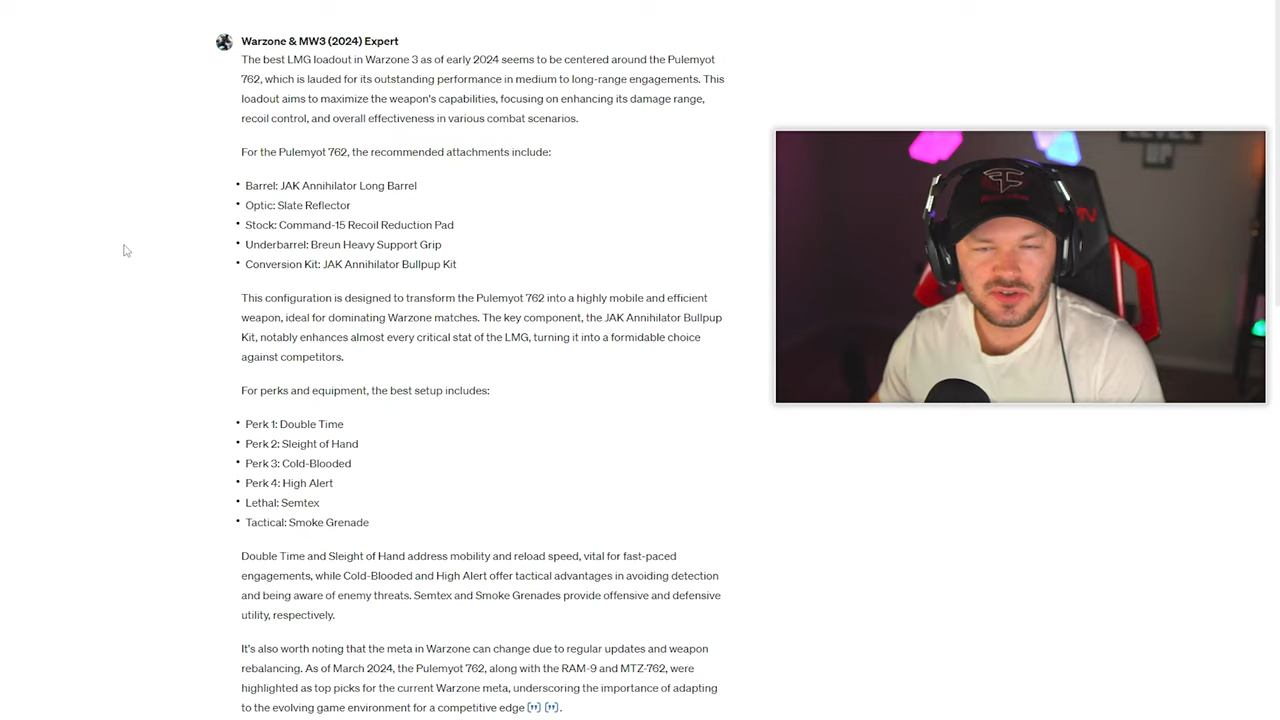 Warzone & MW3 (2024) Expert
The best LMG loadout in Warzone 3 as of early 2024 seems to be centered around the Pulemyot
762, which is lauded for its outstanding performance in medium to long-range engagements. This
loadout aims to maximize the weapon's capabilities, focusing on enhancing its damage range,
recoil control, and overall effectiveness in various combat scenarios.
For the Pulemyot 762, the recommended attachments include:
• Barrel: JAK Annihilator Long Barrel
• Optic: Slate Reflector
• Stock: Command-15 Recoil Reduction Pad
• Underbarrel: Breun Heavy Support Grip
• Conversion Kit: JAK Annihilator Bullpup Kit
This configuration is designed to transform the Pulemyot 762 into a highly mobile and efficient
weapon, ideal for dominating Warzone matches. The key component, the JAK Annihilator Bullpup
Kit, notably enhances almost every critical stat of the LMG, turning it into a formidable choice
against competitors.
For perks and equipment, the best setup includes:
• Perk 1: Double Time
• Perk 2: Sleight of Hand
• Perk 3: Cold-Blooded
• Perk 4: High Alert
• Lethal: Semtex
• Tactical: Smoke Grenade
Double Time and Sleight of Hand address mobility and reload speed, vital for fast-paced
engagements, while Cold-Blooded and High Alert offer tactical advantages in avoiding detection
and being aware of enemy threats. Semtex and Smoke Grenades provide offensive and defensive
utility, respectively.
It's also worth noting that the meta in Warzone can change due to regular updates and weapon
rebalancing. As of March 2024, the Pulemyot 762, along with the RAM-9 and MTZ-762, were
highlighted as top picks for the current Warzone meta, underscoring the importance of adapting
to the evolving game environment for a competitive edge ["] ["].
LEVEL
UP